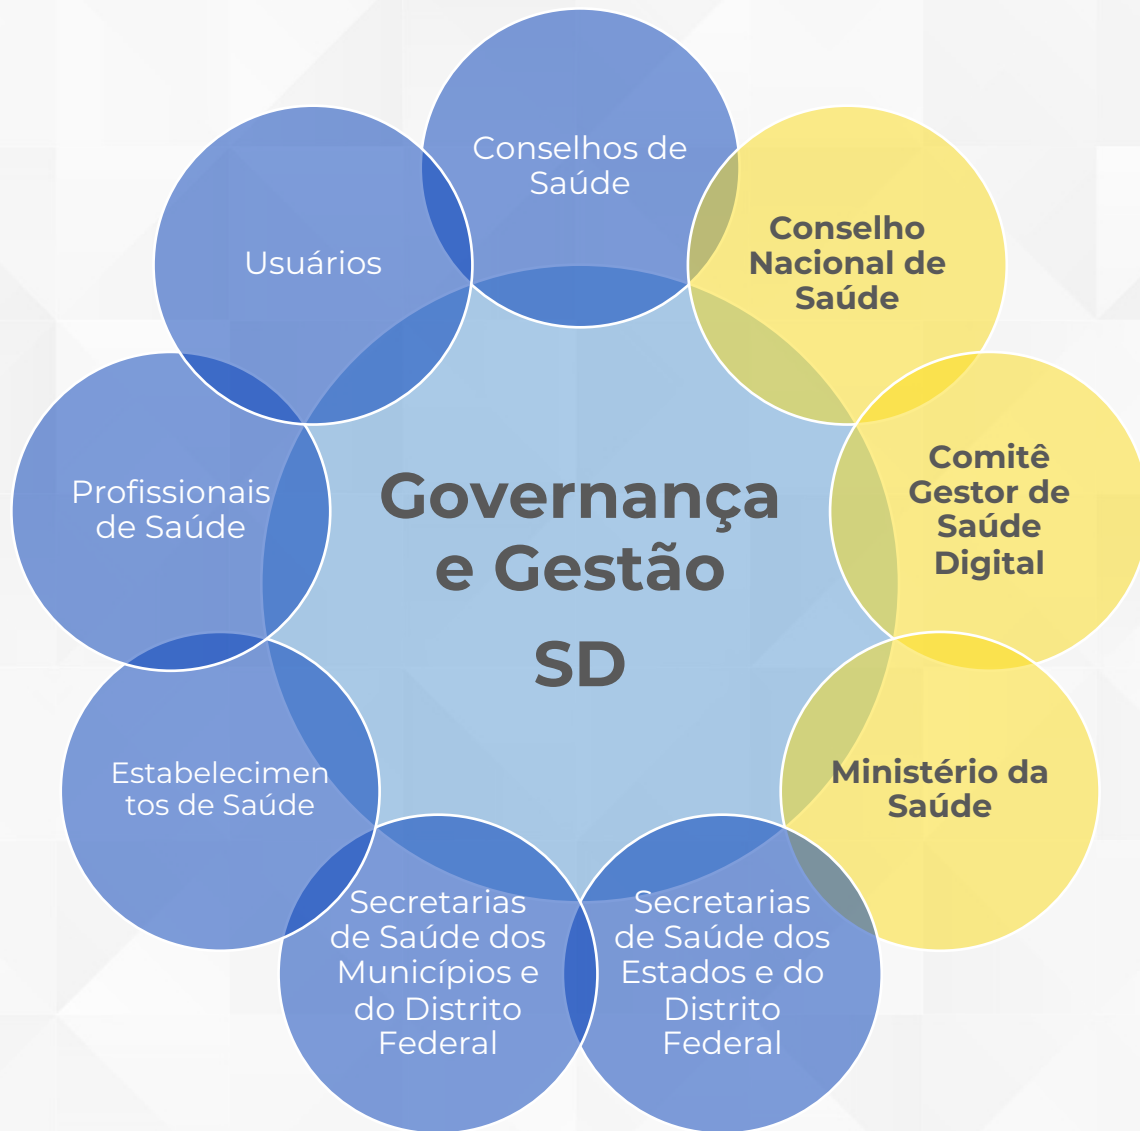 Conselhos de
Saúde
Conselho
Nacional de
Saúde
Comitê
Gestor de
Saúde
Digital
Ministério da
Saúde
Secretarias
de Saúde dos
Estados e do
Distrito
Federal
Secretarias
de Saúde dos
Municípios e
do Distrito
Federal
Estabelecimen
tos de Saúde
Profissionais
de Saúde
Usuários
Governança
e Gestão
SD